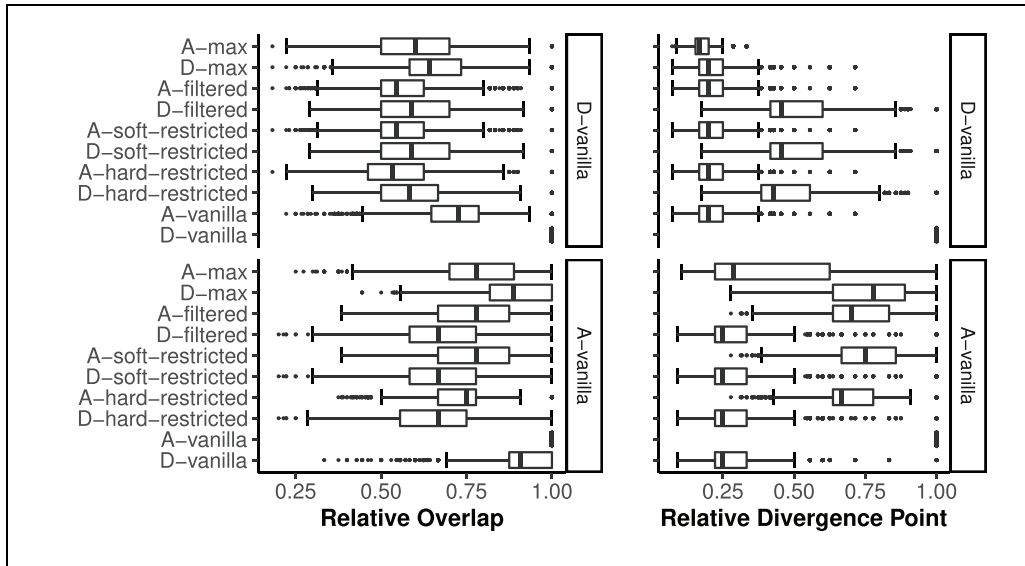 A−max
D−max
A−filtered
D−filtered
A−soft−restricted
D−soft−restricted
A−hard−restricted
D−hard−restricted
A−vanilla
D−vanilla
D−vanilla
D−vanilla
A−max
D−max
A−filtered
D−filtered
A−soft−restricted
D−soft−restricted
A−hard−restricted
D−hard−restricted
A−vanilla
D−vanilla
A−vanilla
A−vanilla
0.25 0.50 0.75 1.00 0.25 0.50 0.75 1.00
Relative Overlap Relative Divergence Point